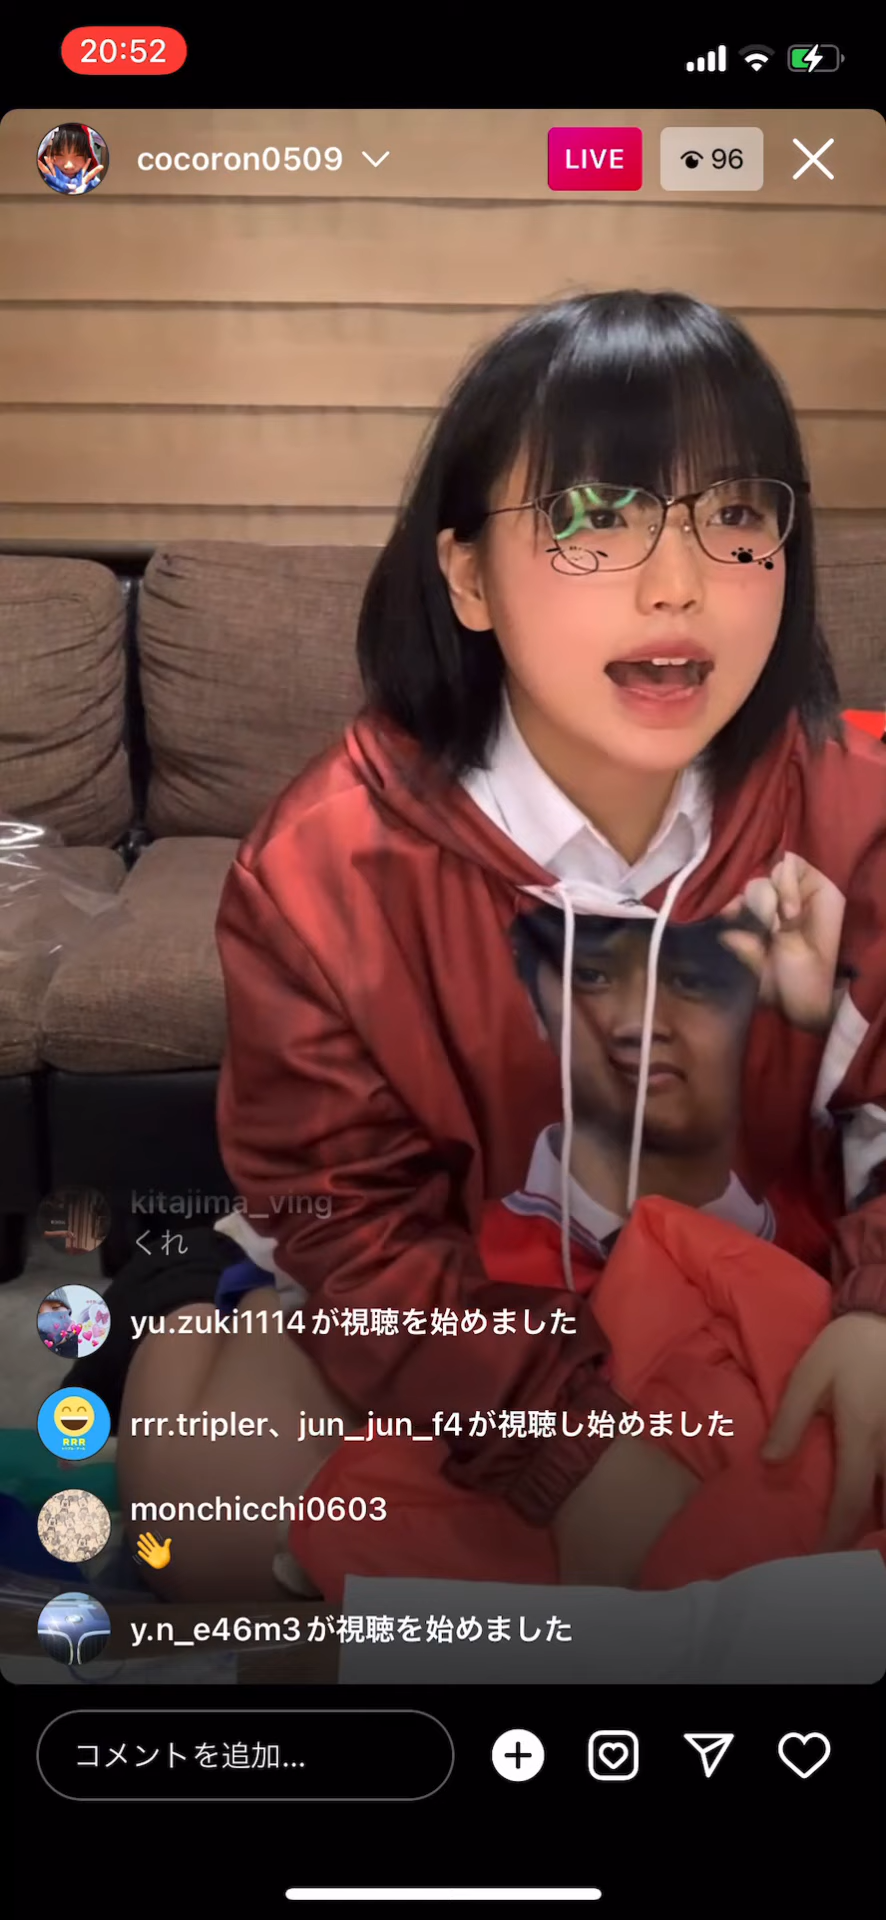 20:52
cocoron0509
LIVE
96
kitajima_ving
くれ
yu.zuki1114が視聴を始めました
rrr.tripler、jun_jun_f4が視聴し始めました
RRR
monchicchi0603
👋
y.n_e46m3が視聴を始めました
コメントを追加...